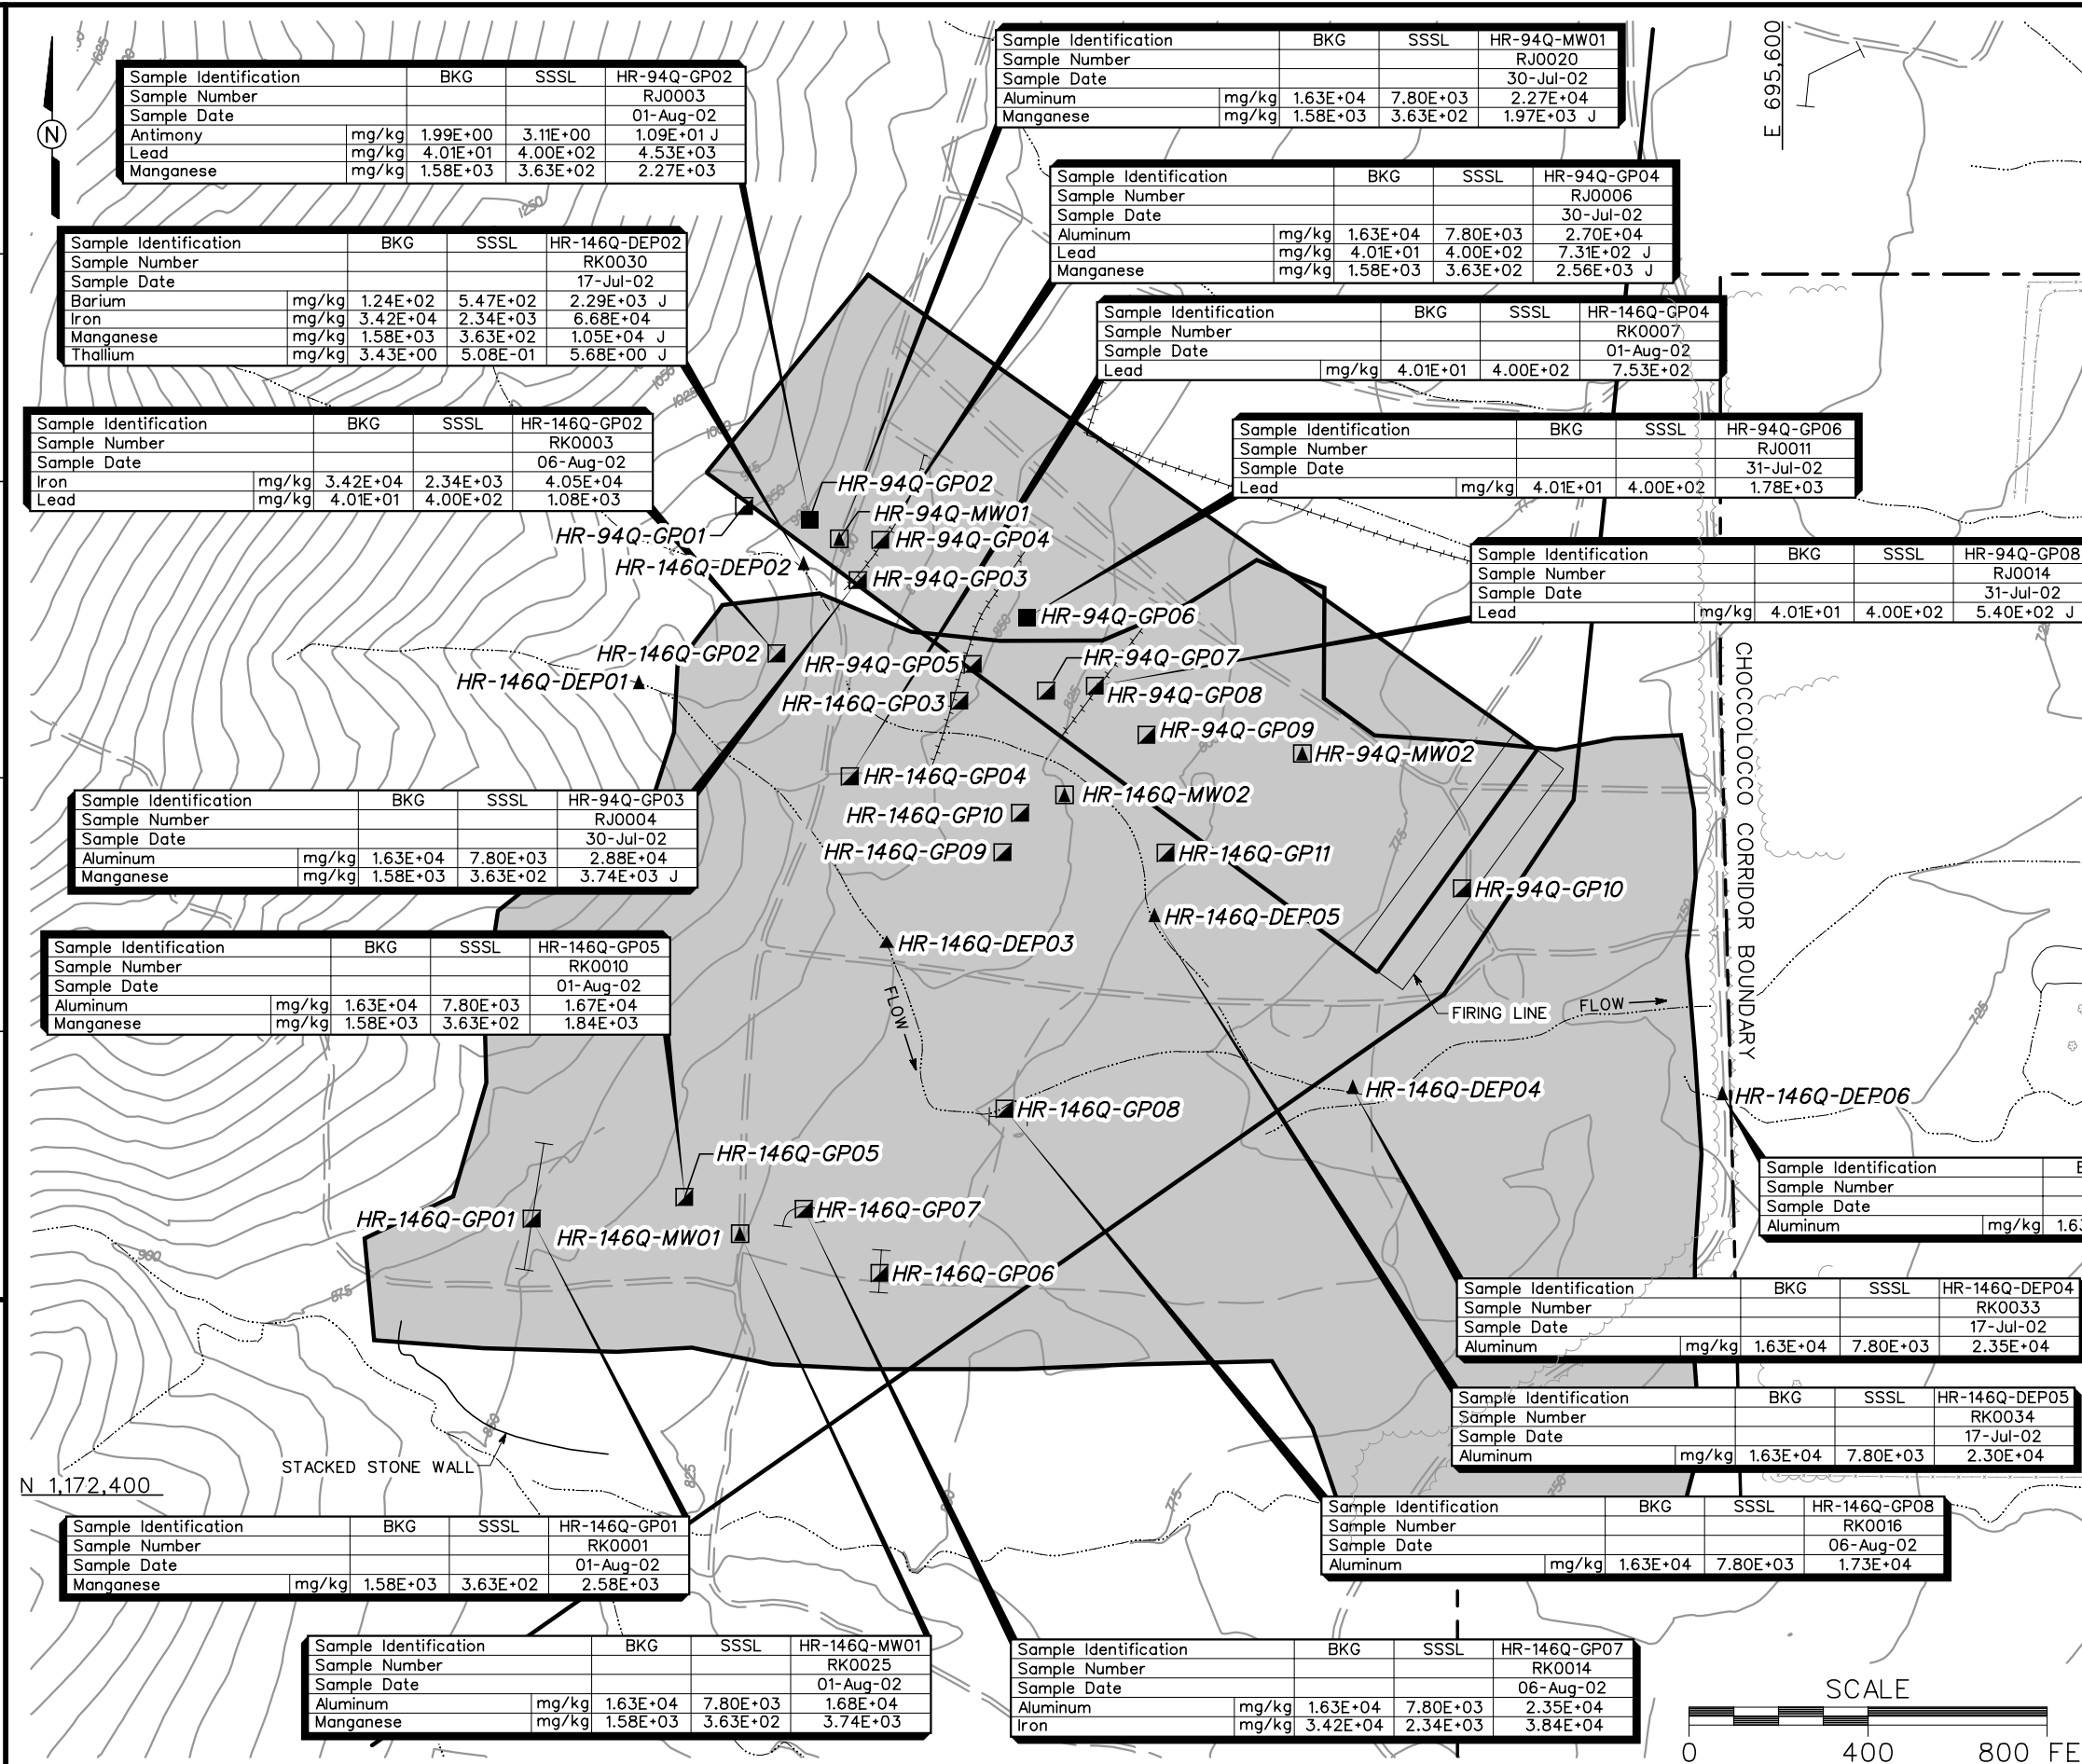 Sample Identification BKG SSSL HR-94Q-GP02
Sample Number RJ0003
Sample Date 01-Aug-02
Antimony mg/kg 1.99E+00 3.11E+00 1.09E+01 J
Lead mg/kg 4.01E+01 4.00E+02 4.53E+03
Manganese mg/kg 1.58E+03 3.63E+02 2.27E+03
Sample Identification BKG SSSL HR-94Q-MW01
Sample Number RJ0020
Sample Date 30-Jul-02
Aluminum mg/kg 1.63E+04 7.80E+03 2.27E+04
Manganese mg/kg 1.58E+03 3.63E+02 1.97E+03 J
E 695,600
N
1625
1250
Sample Identification BKG SSSL HR-94Q-GP04
Sample Number RJ0006
Sample Date 30-Jul-02
Aluminum mg/kg 1.63E+04 7.80E+03 2.70E+04
Lead mg/kg 4.01E+01 4.00E+02 7.31E+02 J
Manganese mg/kg 1.58E+03 3.63E+02 2.56E+03 J
Sample Identification BKG SSSL HR-146Q-DEP02
Sample Number RK0030
Sample Date 17-Jul-02
Barium mg/kg 1.24E+02 5.47E+02 2.29E+03 J
Iron mg/kg 3.42E+04 2.34E+03 6.68E+04
Manganese mg/kg 1.58E+03 3.63E+02 1.05E+04 J
Thallium mg/kg 3.43E+00 5.08E-01 5.68E+00 J
Sample Identification BKG SSSL HR-146Q-GP04
Sample Number RK0007
Sample Date 01-Aug-02
Lead mg/kg 4.01E+01 4.00E+02 7.53E+02
1050
1025
Sample Identification BKG SSSL HR-146Q-GP02
Sample Number RK0003
Sample Date 06-Aug-02
Iron mg/kg 3.42E+04 2.34E+03 4.05E+04
Lead mg/kg 4.01E+01 4.00E+02 1.08E+03
Sample Identification BKG SSSL HR-94Q-GP06
Sample Number RJ0011
Sample Date 31-Jul-02
Lead mg/kg 4.01E+01 4.00E+02 1.78E+03
Sample Identification BKG SSSL HR-94Q-GP08
Sample Number RJ0014
Sample Date 31-Jul-02
Lead mg/kg 4.01E+01 4.00E+02 5.40E+02 J
HR-94Q-GP02
HR-94Q-MW01
HR-94Q-GP01
HR-94Q-GP04
HR-146Q-DEP02
HR-94Q-GP03
HR-94Q-GP06
850
HR-146Q-GP02
HR-94Q-GP05
HR-94Q-GP07
HR-146Q-DEP01
HR-94Q-GP08
825
HR-146Q-GP03
HR-94Q-GP09
HR-94Q-MW02
HR-146Q-GP04
HR-146Q-MW02
HR-146Q-GP10
HR-146Q-GP09
HR-146Q-GP11
775
HR-94Q-GP10
750
HR-146Q-DEP05
HR-146Q-DEP03
CHOCCOLOCCO CORRIDOR BOUNDARY
Sample Identification BKG SSSL HR-94Q-GP03
Sample Number RJ0004
Sample Date 30-Jul-02
Aluminum mg/kg 1.63E+04 7.80E+03 2.88E+04
Manganese mg/kg 1.58E+03 3.63E+02 3.74E+03 J
Sample Identification BKG SSSL HR-146Q-GP05
Sample Number RK0010
Sample Date 01-Aug-02
Aluminum mg/kg 1.63E+04 7.80E+03 1.67E+04
Manganese mg/kg 1.58E+03 3.63E+02 1.84E+03
FLOW
FIRING LINE
FLOW
725
HR-146Q-DEP04
HR-146Q-DEP06
HR-146Q-GP08
HR-146Q-GP05
HR-146Q-GP01
HR-146Q-GP07
HR-146Q-MW01
HR-146Q-GP06
900
875
Sample Identification
Sample Number
Sample Date
Aluminum mg/kg
Sample Identification BKG SSSL HR-146Q-DEP04
Sample Number RK0033
Sample Date 17-Jul-02
Aluminum mg/kg 1.63E+04 7.80E+03 2.35E+04
Sample Identification BKG SSSL HR-146Q-DEP05
Sample Number RK0034
Sample Date 17-Jul-02
Aluminum mg/kg 1.63E+04 7.80E+03 2.30E+04
850
STACKED STONE WALL
825
775
750
N 1,172,400
Sample Identification BKG SSSL HR-146Q-GP08
Sample Number RK0016
Sample Date 06-Aug-02
Aluminum mg/kg 1.63E+04 7.80E+03 1.73E+04
Sample Identification BKG SSSL HR-146Q-GP01
Sample Number RK0001
Sample Date 01-Aug-02
Manganese mg/kg 1.58E+03 3.63E+02 2.58E+03
Sample Identification BKG SSSL HR-146Q-MW01
Sample Number RK0025
Sample Date 01-Aug-02
Aluminum mg/kg 1.63E+04 7.80E+03 1.68E+04
Manganese mg/kg 1.58E+03 3.63E+02 3.74E+03
Sample Identification BKG SSSL HR-146Q-GP07
Sample Number RK0014
Sample Date 06-Aug-02
Aluminum mg/kg 1.63E+04 7.80E+03 2.35E+04
Iron mg/kg 3.42E+04 2.34E+03 3.84E+04
SCALE
0 400 800 FE